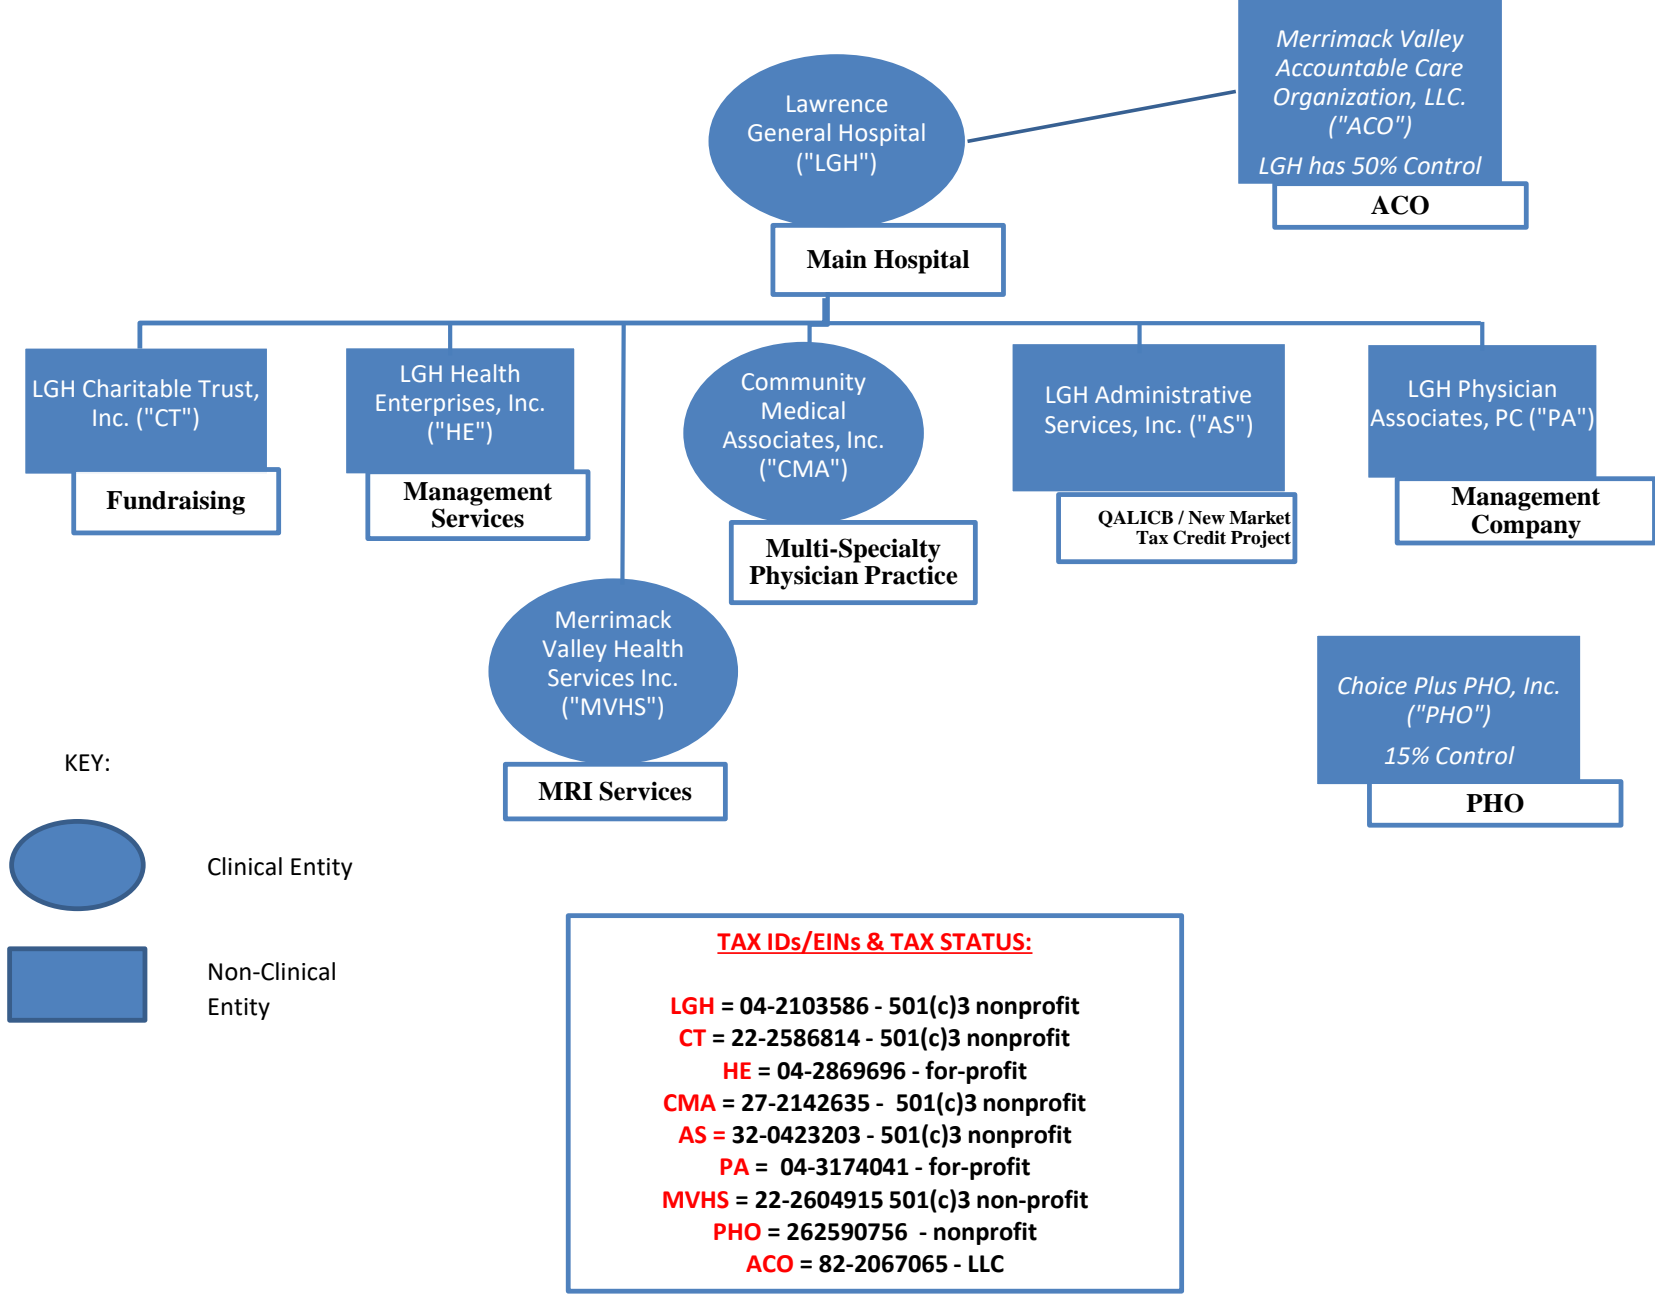 Merrimack Valley
Accountable Care
Organization, LLC.
("ACO")
LGH has 50% Control
ACO
Lawrence
General Hospital
("LGH")
Main Hospital
LGH Charitable Trust,
Inc. ("CT")
Fundraising
LGH Health
Enterprises, Inc.
("HE")
Management
Services
Community
Medical
Associates, Inc.
("CMA")
Multi-Specialty
Physician Practice
LGH Administrative
Services, Inc. ("AS")
QALICB / New Market
Tax Credit Project
LGH Physician
Associates, PC ("PA")
Management
Company
Merrimack
Valley Health
Services Inc.
("MVHS")
MRI Services
Choice Plus PHO, Inc.
("PHO")
15% Control
PHO
KEY:
Clinical Entity
Non-Clinical
Entity
TAX IDs/EINs & TAX STATUS:
LGH = 04-2103586 - 501(c)3 nonprofit
CT = 22-2586814 - 501(c)3 nonprofit
HE = 04-2869696 - for-profit
CMA = 27-2142635 -  501(c)3 nonprofit
AS = 32-0423203 - 501(c)3 nonprofit
PA =  04-3174041 - for-profit
MVHS = 22-2604915 501(c)3 non-profit
PHO = 262590756  - nonprofit
ACO = 82-2067065 - LLC